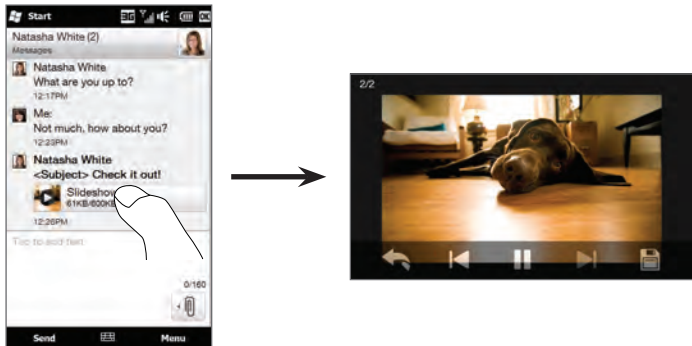 Start
Natasha White (2)
Messages
Natasha White
What are you up to?
12:17PM
Me:
Not much, how about you?
12:23PM
Natasha White
<Subject> Check it out!
Slideshow
61KB/600KB
12:26PM
Tap to add text
0/160
Send
Menu
2/2